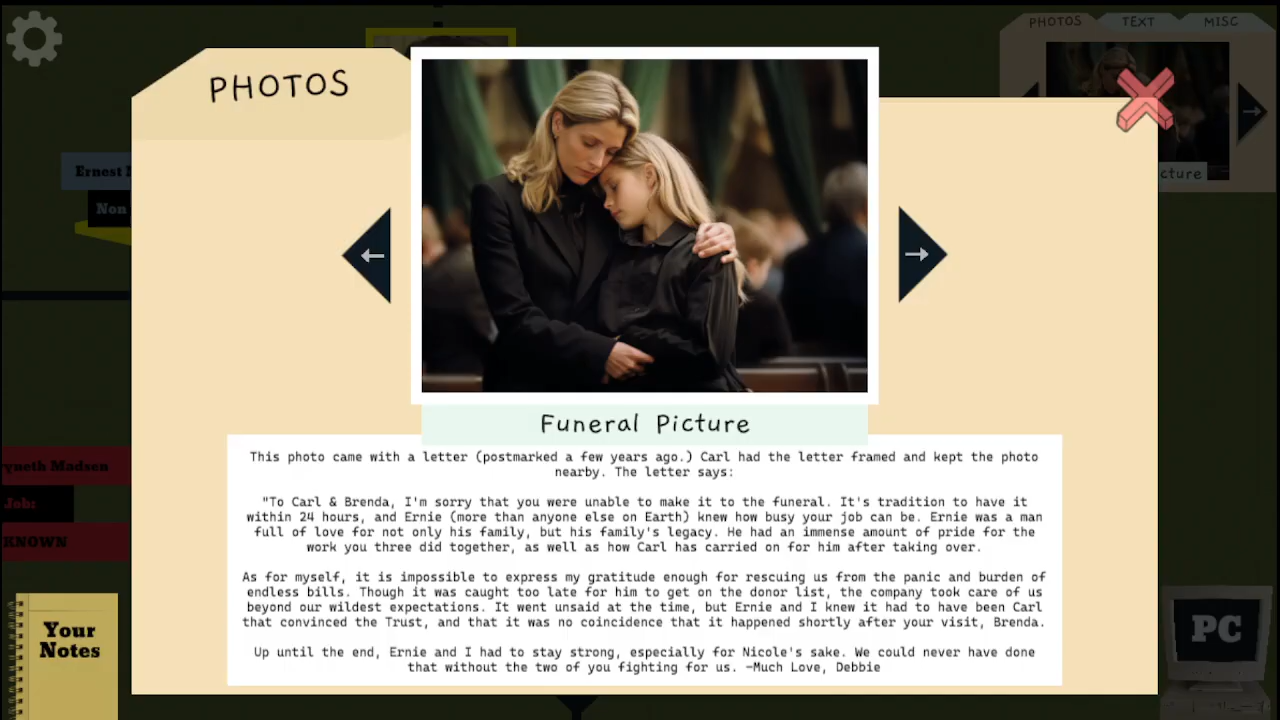 PHOTOS TEXT MISC
PHOTOS
Ernest
Non
cture
Funeral Picture
This photo came with a letter (postmarked a few years ago.) Carl had the letter framed and kept the photo
nearby. The letter says:
"To Carl & Brenda, I'm sorry that you were unable to make it to the funeral. It's tradition to have it
within 24 hours, and Ernie (more than anyone else on Earth) knew how busy your job can be. Ernie was a man
full of love for not only his family, but his family's legacy. He had an immense amount of pride for the
work you three did together, as well as how Carl has carried on for him after taking over.
As for myself, it is impossible to express my gratitude enough for rescuing us from the panic and burden of
endless bills. Though it was caught too late for him to get on the donor list, the company took care of us
beyond our wildest expectations. It went unsaid at the time, but Ernie and I knew it had to have been Carl
that convinced the Trust, and that it was no coincidence that it happened shortly after your visit, Brenda.
Up until the end, Ernie and I had to stay strong, especially for Nicole's sake. We could never have done
that without the two of you fighting for us. -Much Love, Debbie
yneth Madsen
Job:
KNOWN
Your
Notes
PC